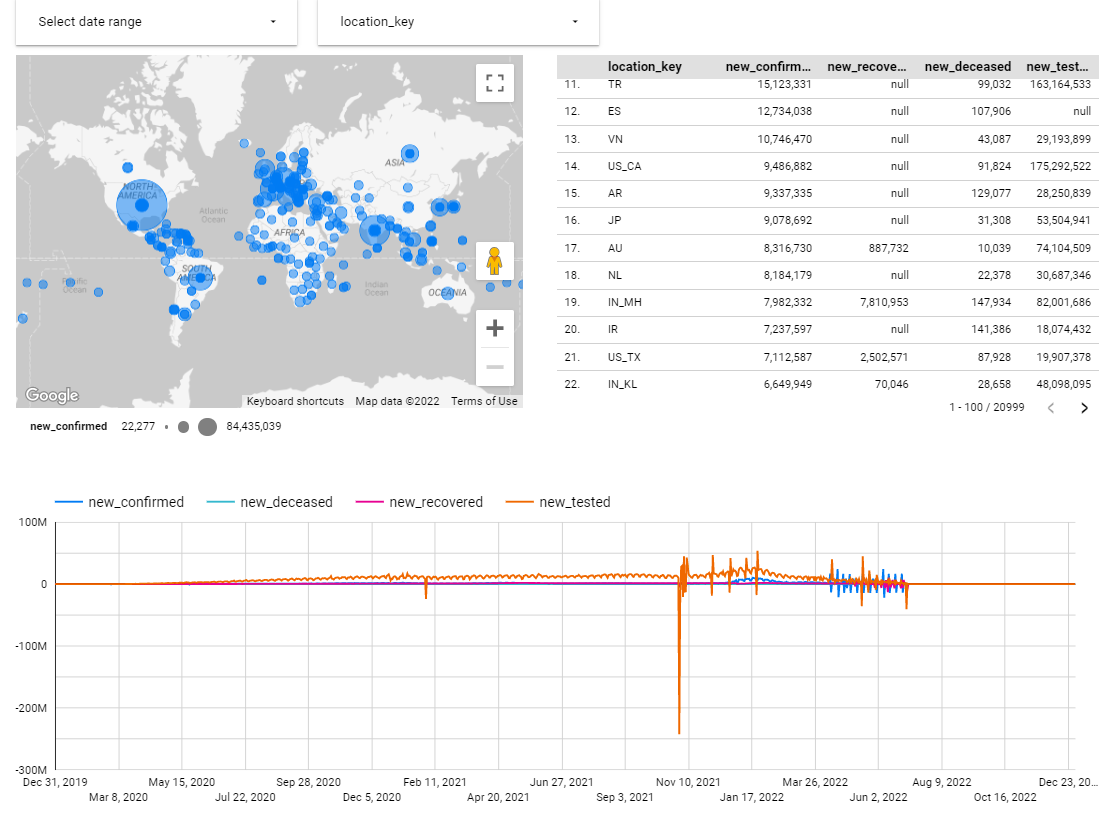 Select date range
location_key
NORTH
AMERICA
Atlantic
Ocean
ASIA
AFRICA
SOUTH
AMERICA
Pacific
Ocean
Indian
Ocean
OCEANIA
Google
Keyboard shortcuts Map data ©2022 Terms of Use
new_confirmed 22,277 84,435,039
location_key new_confirm... new_recove... new_deceased new_test...
11. TR 15,123,331 null 99,032 163,164,533
12. ES 12,734,038 null 107,906 null
13. VN 10,746,470 null 43,087 29,193,899
14. US_CA 9,486,882 null 91,824 175,292,522
15. AR 9,337,335 null 129,077 28,250,839
16. JP 9,078,692 null 31,308 53,504,941
17. AU 8,316,730 887,732 10,039 74,104,509
18. NL 8,184,179 null 22,378 30,687,346
19. IN_MH 7,982,332 7,810,953 147,934 82,001,686
20. IR 7,237,597 null 141,386 18,074,432
21. US_TX 7,112,587 2,502,571 87,928 19,907,378
22. IN_KL 6,649,949 70,046 28,658 48,098,095
1 - 100 / 20999
new_confirmed new_deceased new_recovered new_tested
100M
0
-100M
-200M
-300M
Dec 31, 2019 May 15, 2020 Sep 28, 2020 Feb 11, 2021 Jun 27, 2021 Nov 10, 2021 Mar 26, 2022 Aug 9, 2022 Dec 23, 20...
Mar 8, 2020 Jul 22, 2020 Dec 5, 2020 Apr 20, 2021 Sep 3, 2021 Jan 17, 2022 Jun 2, 2022 Oct 16, 2022